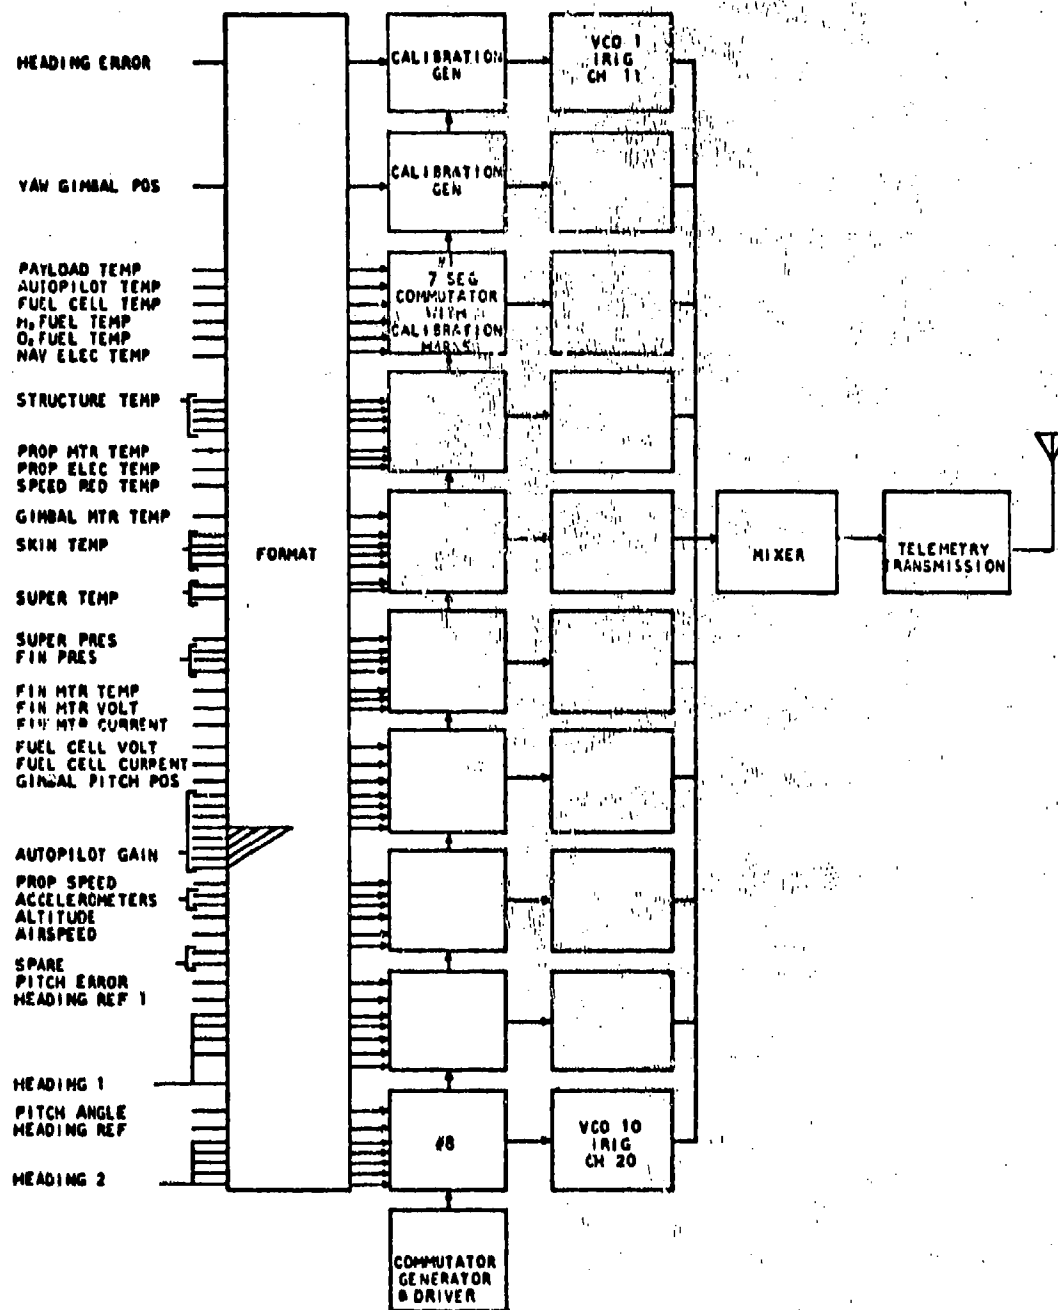 HEADING ERROR
YAW GIMBAL POS
PAYLOAD TEMP
AUTOPILOT TEMP
FUEL CELL TEMP
H₂ FUEL TEMP
O₂ FUEL TEMP
NAV ELEC TEMP
STRUCTURE TEMP
PROP MTR TEMP
PROP ELEC TEMP
SPEED RED TEMP
GIMBAL MTR TEMP
SKIN TEMP
SUPER TEMP
SUPER PRES
FIN PRES
FIN MTR TEMP
FIN MTR VOLT
FIN MTR CURRENT
FUEL CELL VOLT
FUEL CELL CURRENT
GIMBAL PITCH POS
AUTOPILOT GAIN
PROP SPEED
ACCELEROMETERS
ALTITUDE
AIRSPEED
SPARE
PITCH ERROR
HEADING REF 1
HEADING 1
PITCH ANGLE
HEADING REF
HEADING 2
FORMAT
CALIBRATION
GEN
CALIBRATION
GEN
#1
7 SEG
COMMUTATOR
WITH
CALIBRATION
MARKS
#8
COMMUTATOR
GENERATOR
& DRIVER
VCO 1
IRIG
CH 11
VCO 10
IRIG
CH 20
MIXER
TELEMETRY
TRANSMISSION